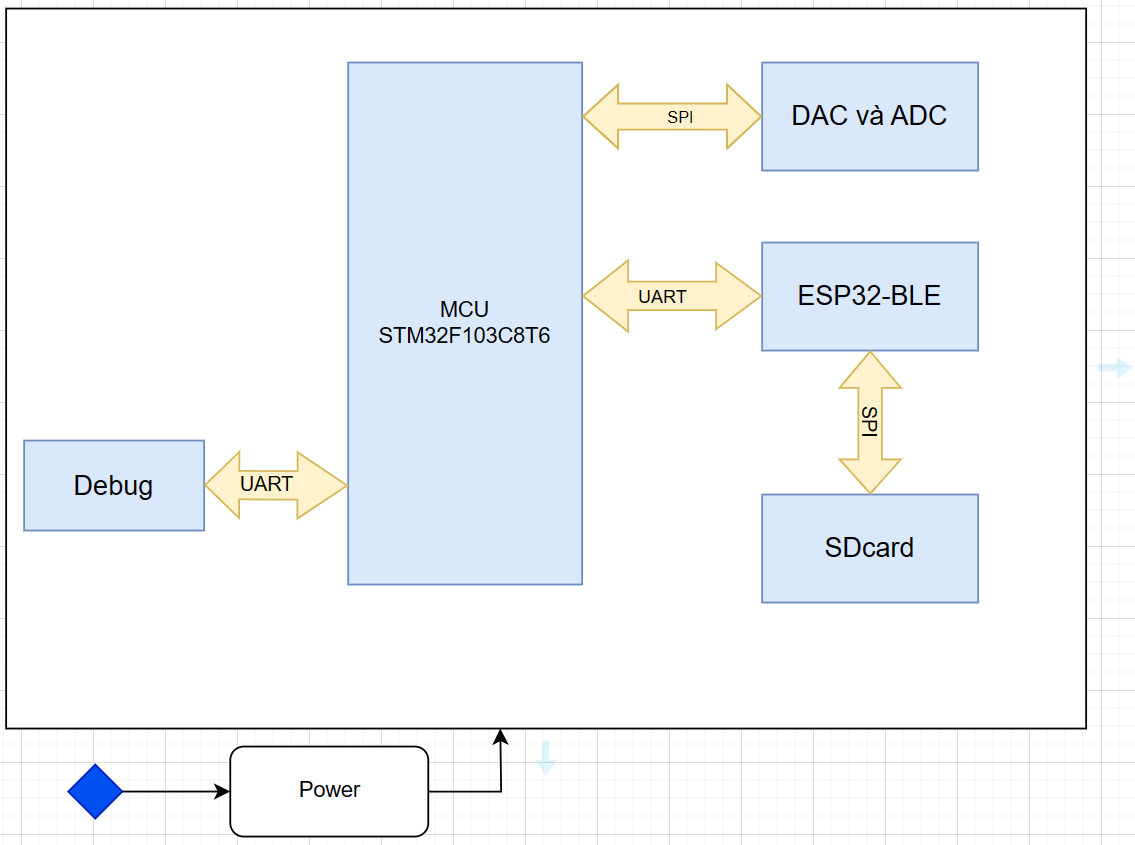 SPI
DAC và ADC
MCU
STM32F103C8T6
UART
ESP32-BLE
SPI
Debug
UART
SDcard
Power